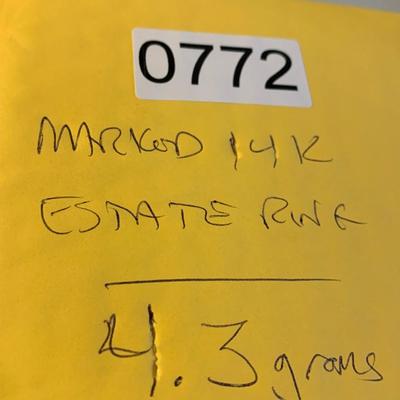 0772
MARKED 14K
ESTATE RING
4.3 grams